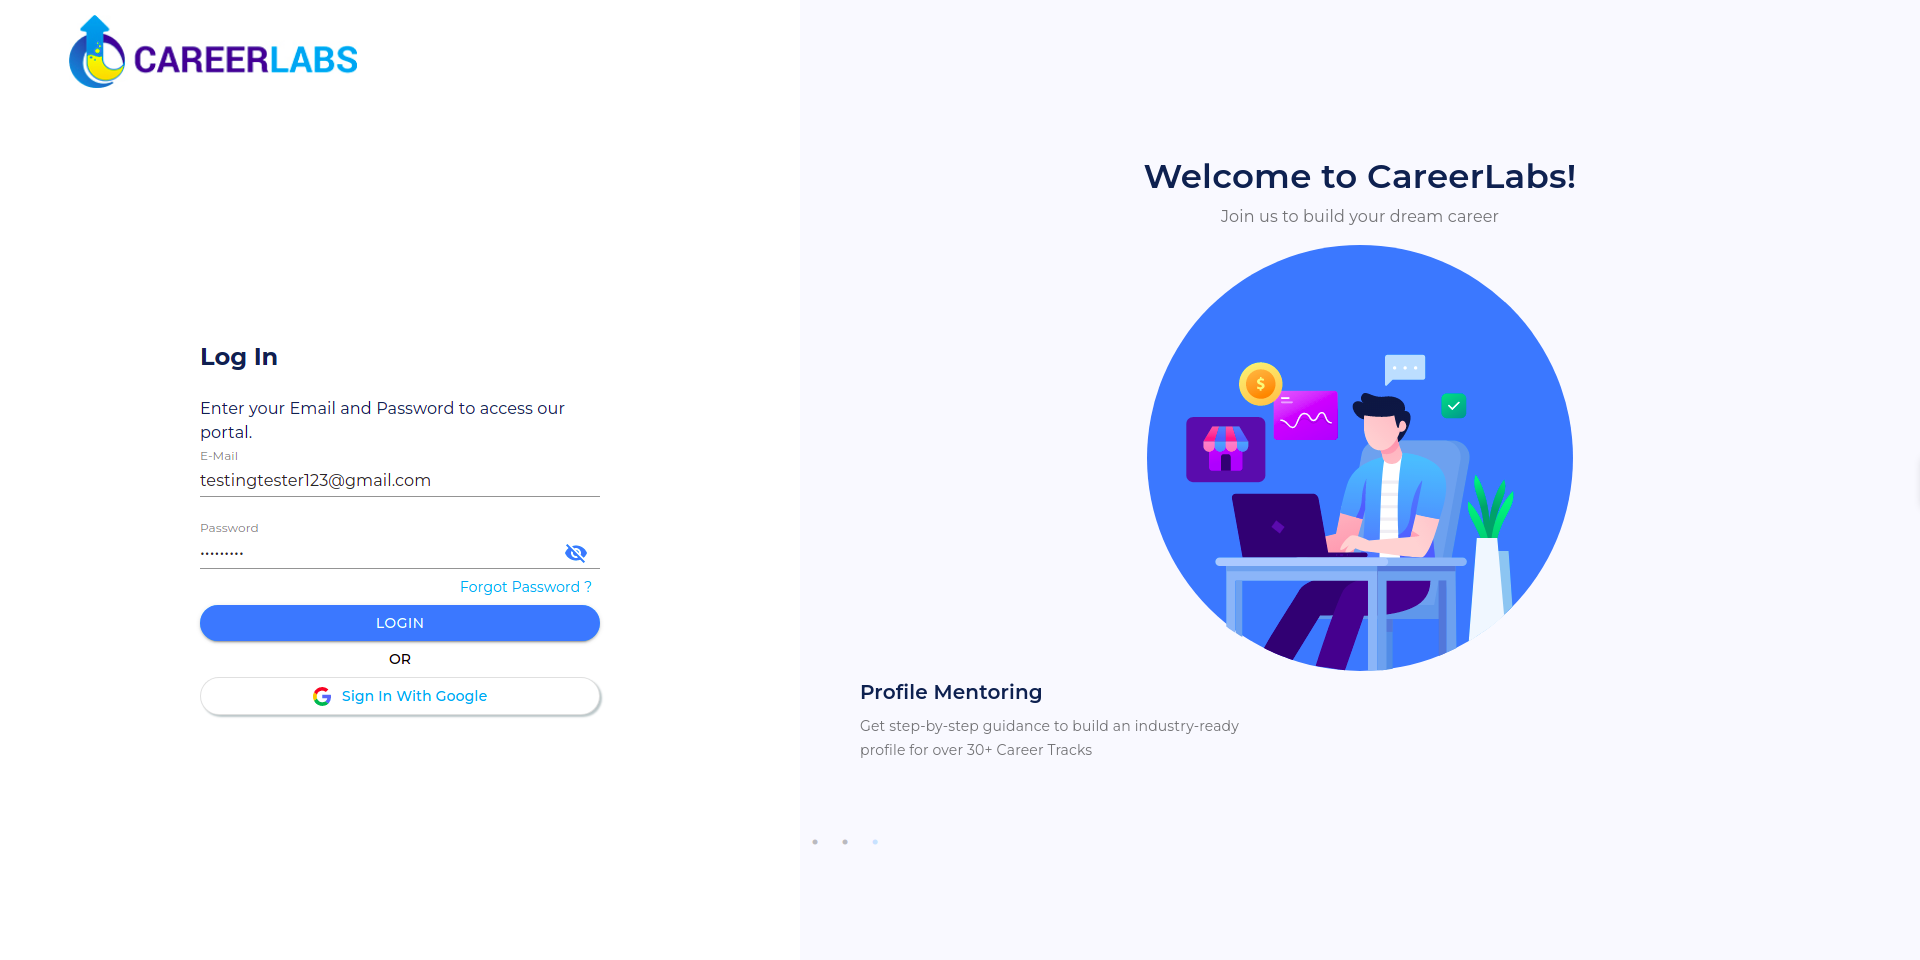 CAREERLABS
Log In
Enter your Email and Password to access our
portal.
E-Mail
testingtester123@gmail.com
Password
•••••••••
Forgot Password ?
LOGIN
OR
Sign In With Google
Welcome to CareerLabs!
Join us to build your dream career
$
Profile Mentoring
Get step-by-step guidance to build an industry-ready
profile for over 30+ Career Tracks